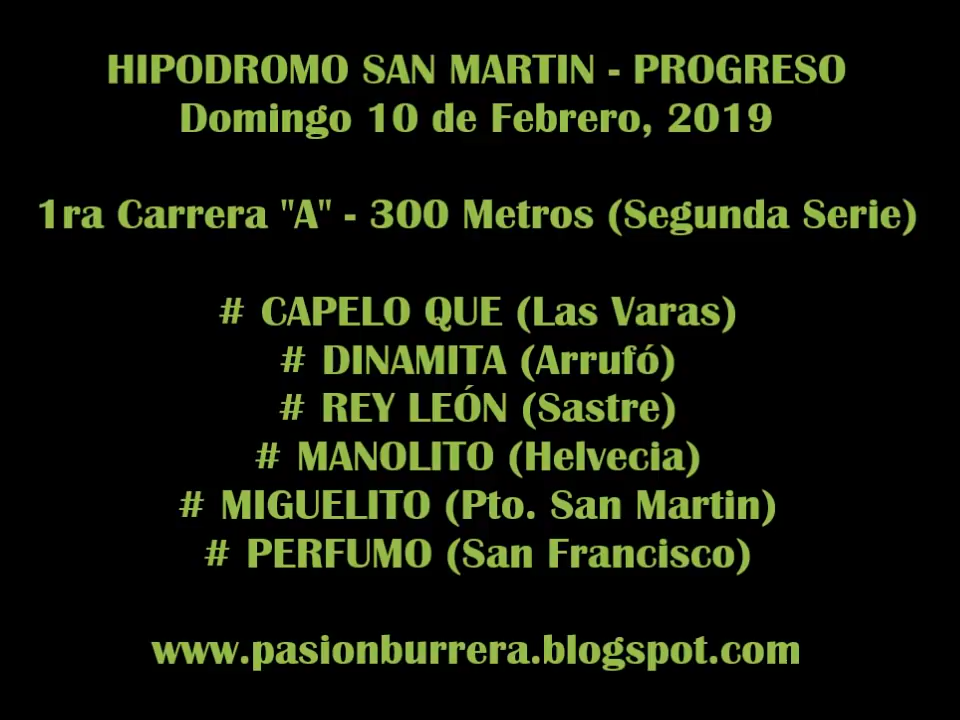 HIPODROMO SAN MARTIN - PROGRESO
Domingo 10 de Febrero, 2019
1ra Carrera "A" - 300 Metros (Segunda Serie)
# CAPELO QUE (Las Varas)
# DINAMITA (Arrufó)
# REY LEÓN (Sastre)
# MANOLITO (Helvecia)
# MIGUELITO (Pto. San Martin)
# PERFUMO (San Francisco)
www.pasionburrera.blogspot.com